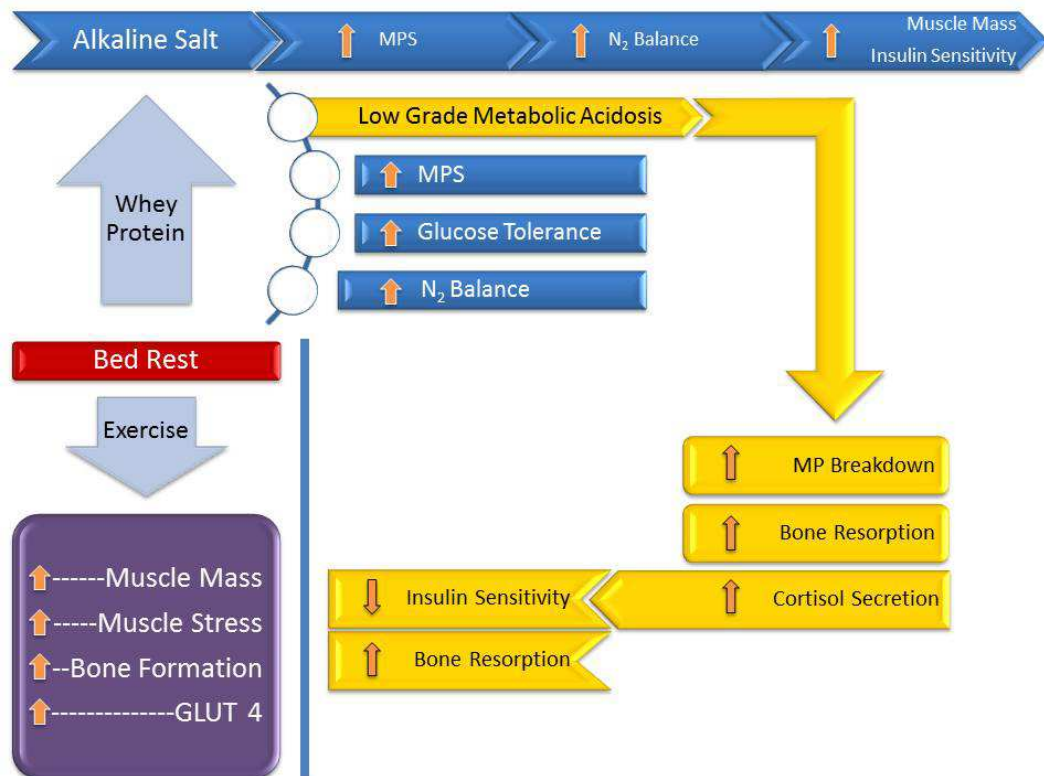 Alkaline Salt
MPS
N₂ Balance
Muscle Mass
Insulin Sensitivity
Low Grade Metabolic Acidosis
MPS
Glucose Tolerance
N₂ Balance
Whey
Protein
Bed Rest
Exercise
MP Breakdown
Bone Resorption
Cortisol Secretion
Insulin Sensitivity
Bone Resorption
------Muscle Mass
-----Muscle Stress
--Bone Formation
--------------GLUT 4